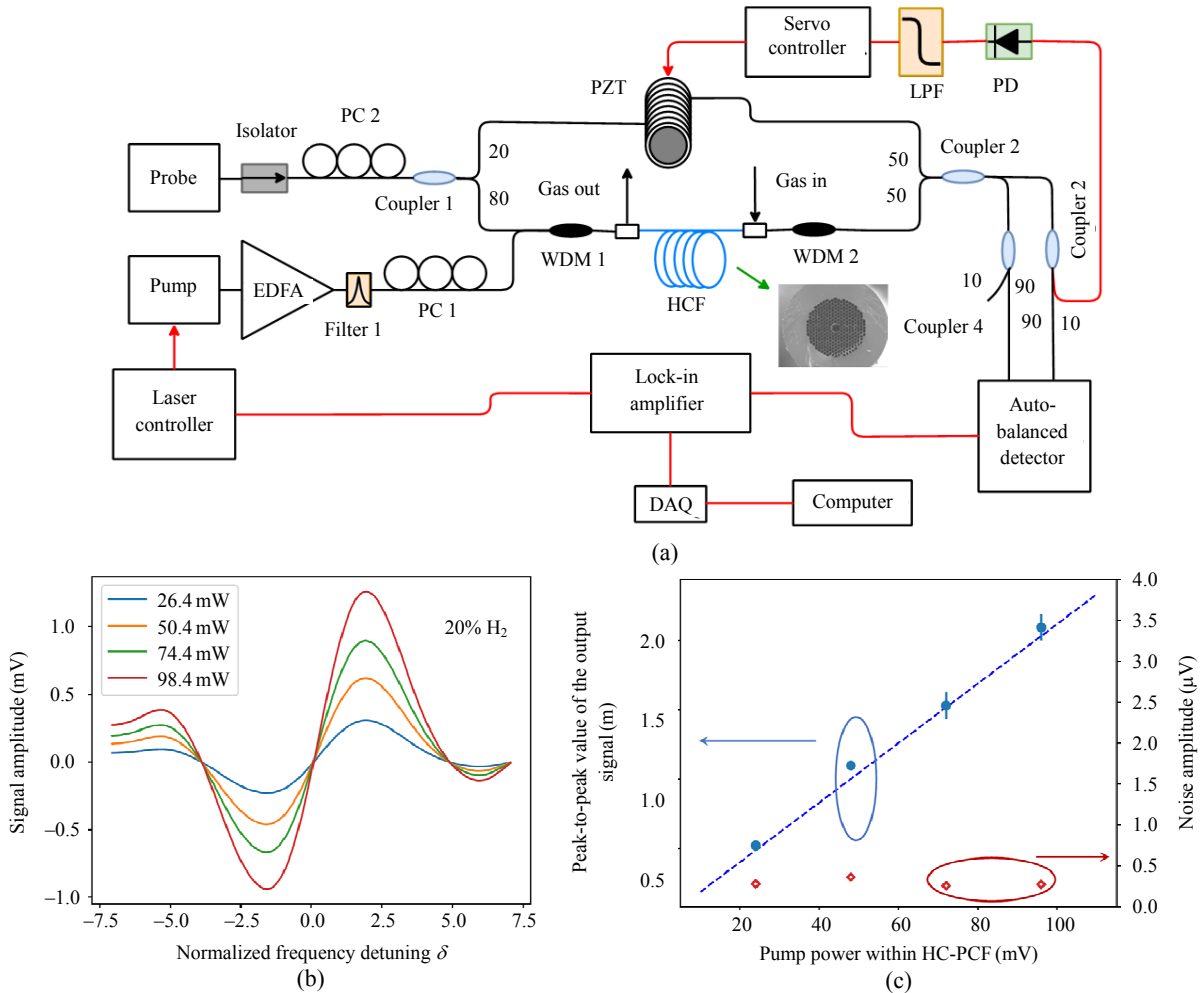 Servo
controller
LPF
PD
PZT
PC 2
Isolator
Probe
Coupler 1
20
80
Gas out
Gas in
50
50
Coupler 2
Coupler 2
WDM 1
WDM 2
HCF
Pump
EDFA
Filter 1
PC 1
10
90
Coupler 4
90
10
Laser
controller
Lock-in
amplifier
Auto-
balanced
detector
DAQ
Computer
(a)
26.4 mW
50.4 mW
74.4 mW
98.4 mW
20% H₂
Signal amplitude (mV)
1.0
0.5
0.0
−0.5
−1.0
−7.5
−5.0
−2.5
0.0
2.5
5.0
7.5
Normalized frequency detuning δ
(b)
Peak-to-peak value of the output
signal (m)
2.0
1.5
1.0
0.5
20
40
60
80
100
Pump power within HC-PCF (mV)
4.0
3.5
3.0
2.5
2.0
1.5
1.0
0.5
0.0
Noise amplitude (μV)
(c)